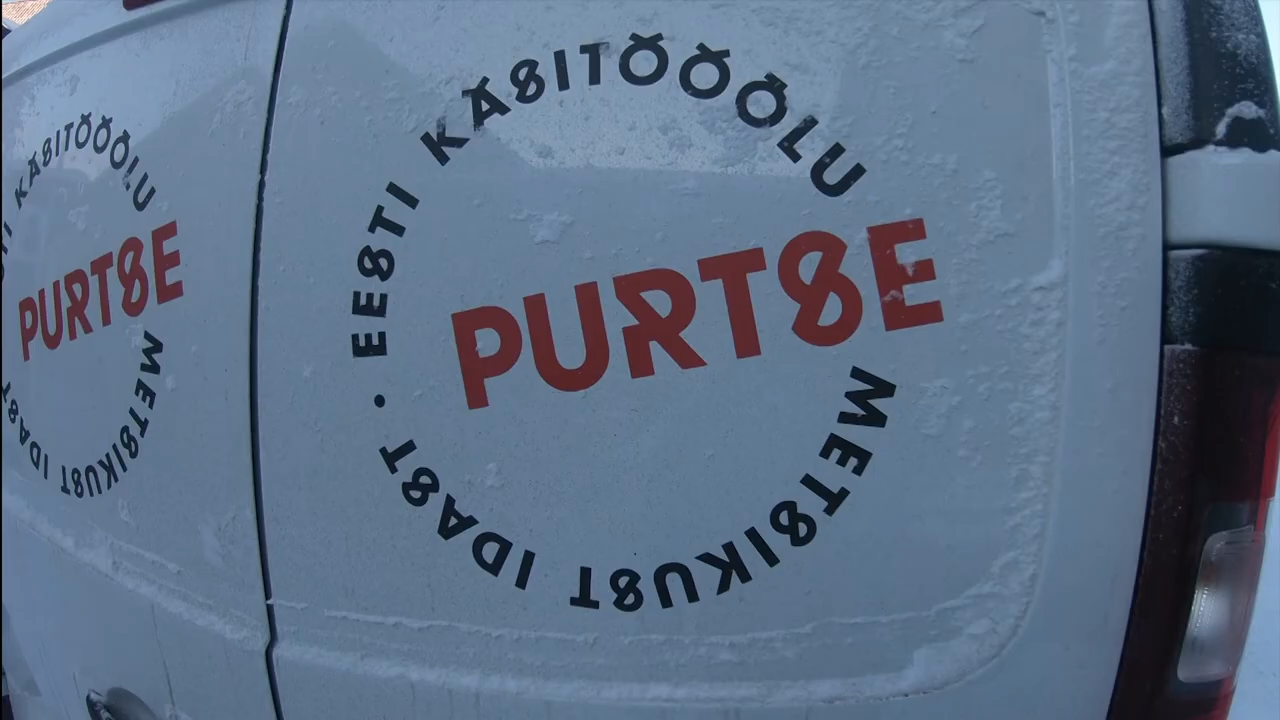 KÄSITÖÖÕLU
PURTSE
METSIKUST IDAST
EESTI KÄSITÖÖÕLU
PURTSE
METSIKUST IDAST ·